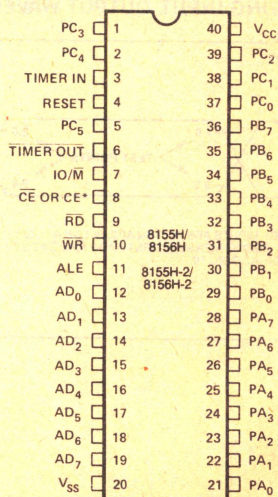 PC3 1 40 VCC
PC4 2 39 PC2
TIMER IN 3 38 PC1
RESET 4 37 PC0
PC5 5 36 PB7
TIMER OUT 6 35 PB6
IO/M̅ 7 34 PB5
C̅E̅ OR CE* 8 33 PB4
R̅D̅ 9 32 PB3
W̅R̅ 10 8155H/ 8156H 31 PB2
ALE 11 8155H-2/ 8156H-2 30 PB1
AD0 12 29 PB0
AD1 13 28 PA7
AD2 14 27 PA6
AD3 15 26 PA5
AD4 16 25 PA4
AD5 17 24 PA3
AD6 18 23 PA2
AD7 19 22 PA1
VSS 20 21 PA0